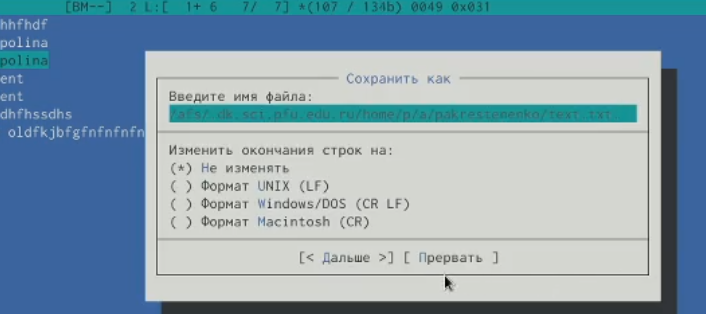 [BM--] 2 L:[ 1+ 6 7/ 7] *(107 / 134b) 0049 0x031
hhfhdf
polina
polina
ent
ent
dhfhssdhs
oldfkjbfgfnfnfnfn
Сохранить как
Введите имя файла:
/afs/.dk.sci.pfu.edu.ru/home/p/a/pakrestenenko/text.txt
Изменить окончания строк на:
(*) Не изменять
( ) Формат UNIX (LF)
( ) Формат Windows/DOS (CR LF)
( ) Формат Macintosh (CR)
[< Дальше >] [ Прервать ]